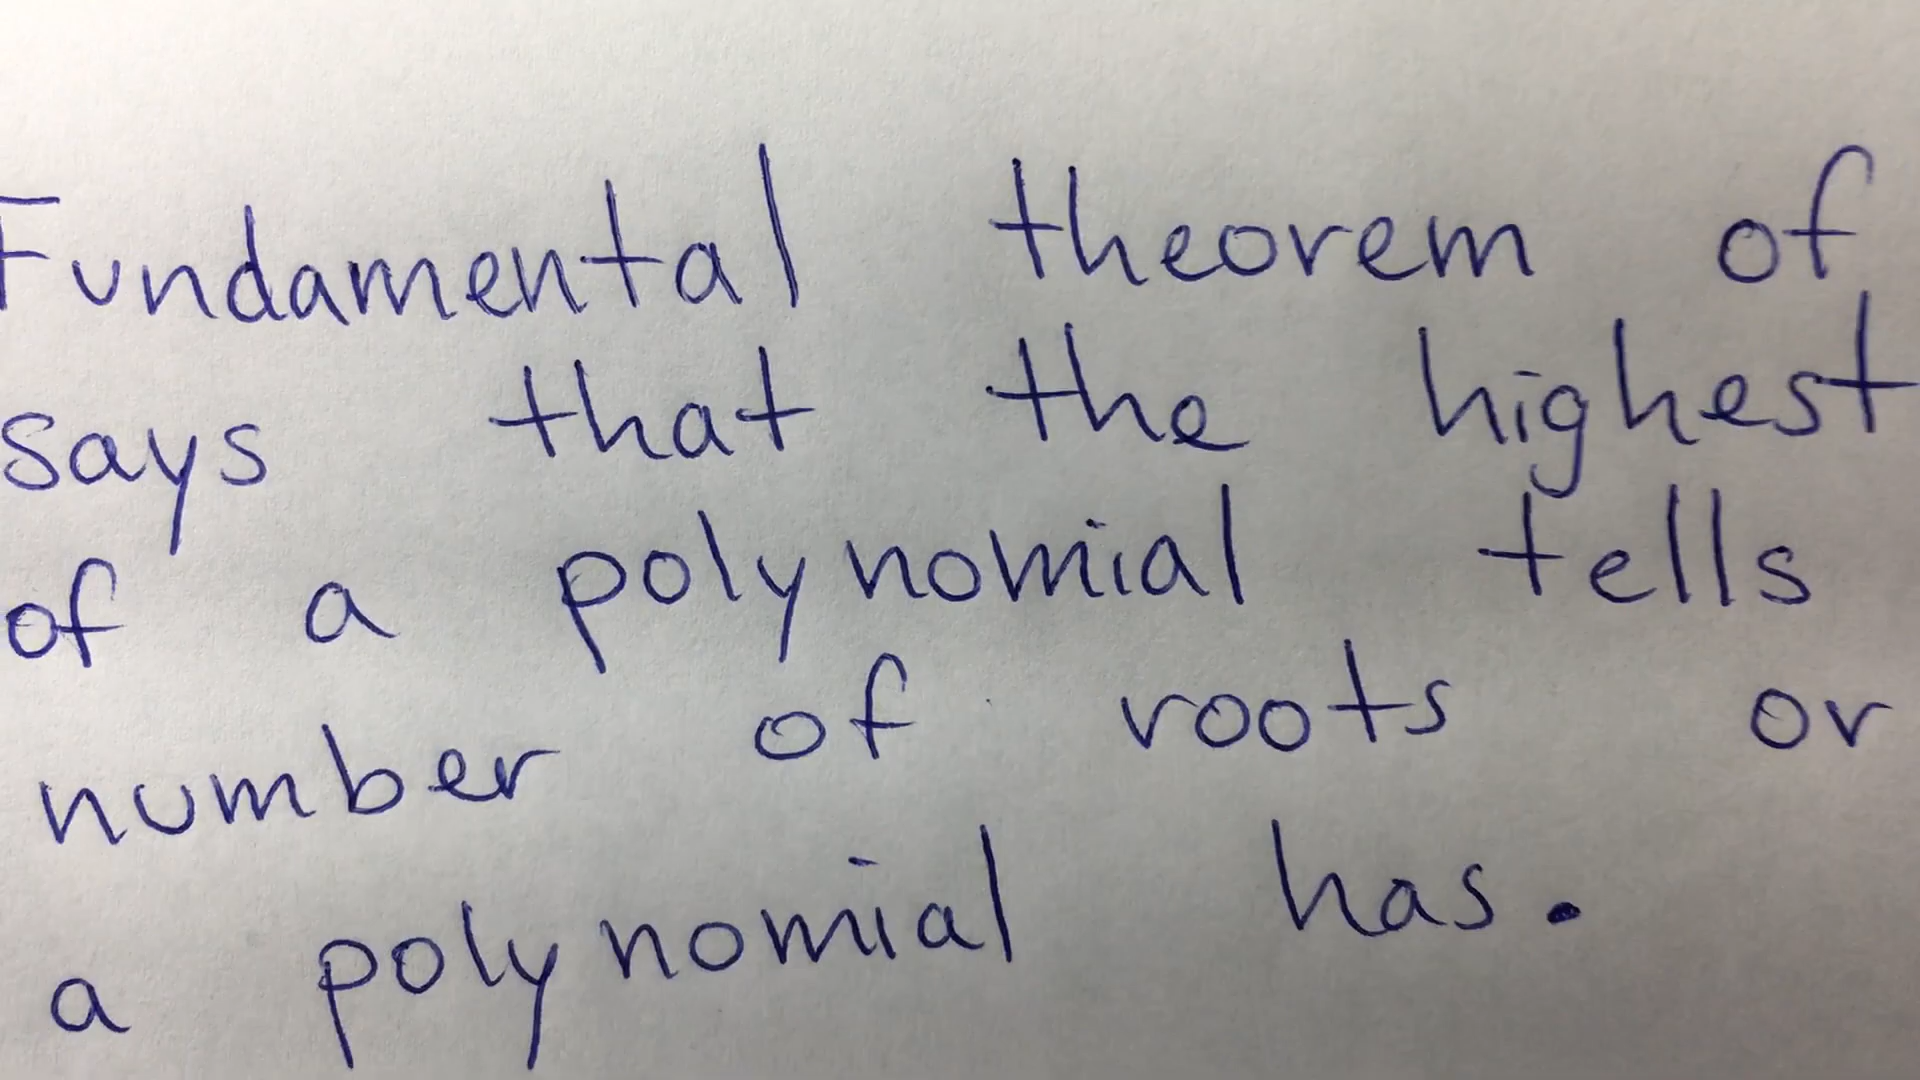 Fundamental theorem of
says that the highest
of a polynomial tells
number of roots or
a polynomial has.